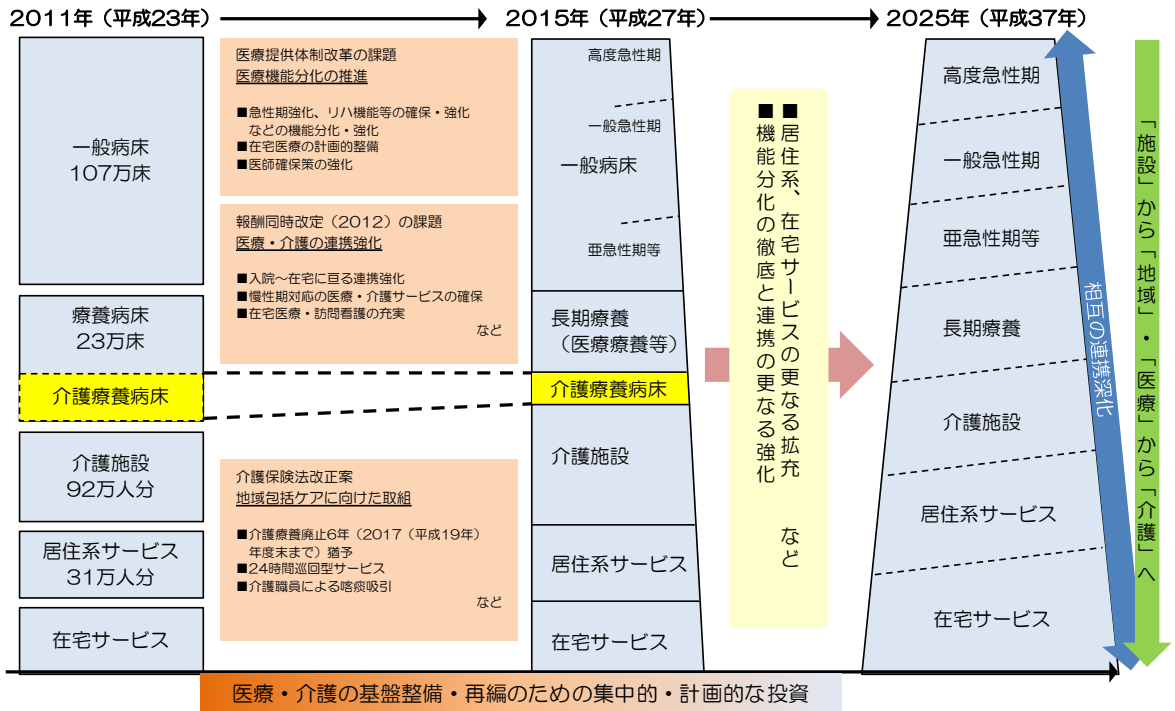 2011年（平成23年）
2015年（平成27年）
2025年（平成37年）
一般病床
107万床
療養病床
23万床
介護療養病床
介護施設
92万人分
居住系サービス
31万人分
在宅サービス
医療提供体制改革の課題
医療機能分化の推進
■急性期強化、リハ機能等の確保・強化
などの機能分化・強化
■在宅医療の計画的整備
■医師確保策の強化
報酬同時改定（2012）の課題
医療・介護の連携強化
■入院～在宅に亘る連携強化
■慢性期対応の医療・介護サービスの確保
■在宅医療・訪問看護の充実
など
介護保険法改正案
地域包括ケアに向けた取組
■介護療養廃止6年（2017（平成19年）
年度末まで）猶予
■24時間巡回型サービス
■介護職員による喀痰吸引
など
高度急性期
一般急性期
一般病床
亜急性期等
長期療養
（医療療養等）
介護療養病床
介護施設
居住系サービス
在宅サービス
■居住系、在宅サービスの更なる拡充
■機能分化の徹底と連携の更なる強化
など
高度急性期
一般急性期
亜急性期等
長期療養
介護施設
居住系サービス
在宅サービス
相互の連携深化
「施設」から「地域」・「医療」から「介護」へ
医療・介護の基盤整備・再編のための集中的・計画的な投資